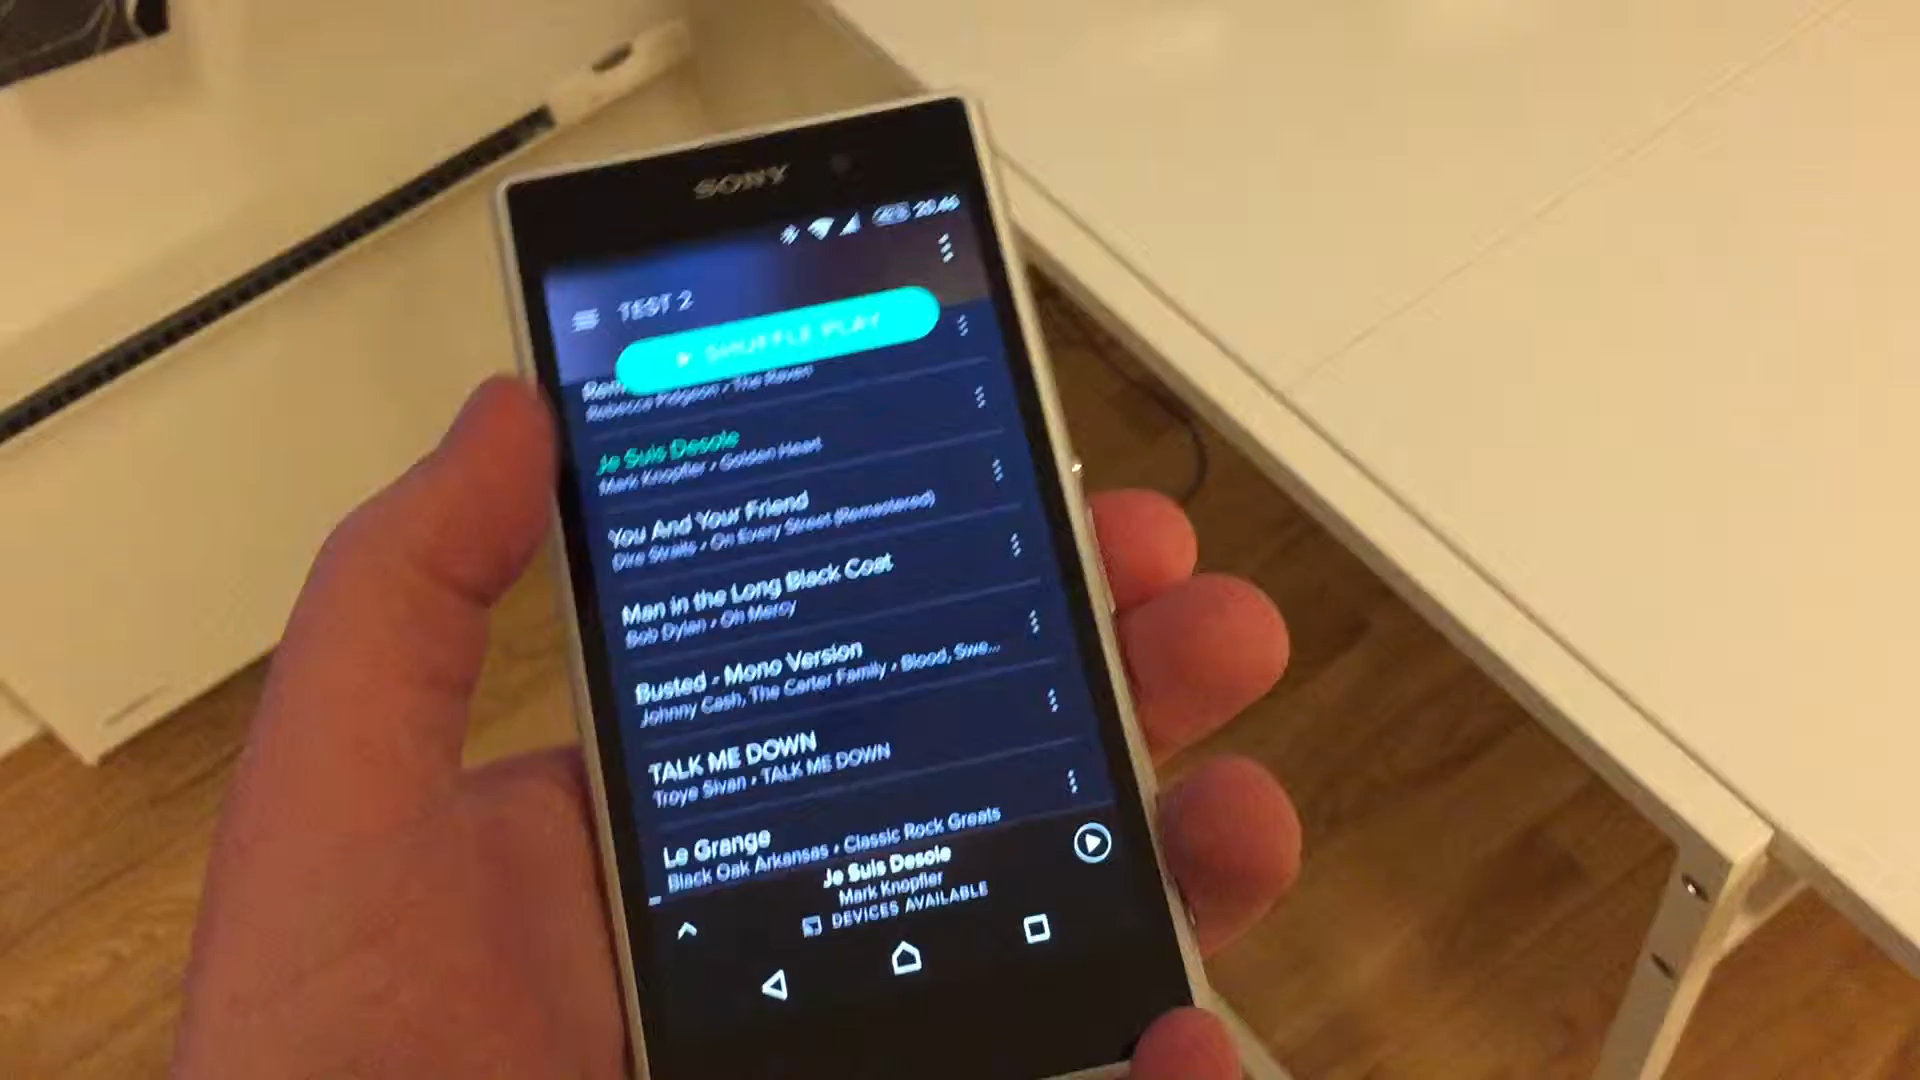 SONY
20.46
TEST 2
SHUFFLE PLAY
Rebecca Pidgeon • The Raven
Je Suis Desole
Mark Knopfler • Golden Heart
You And Your Friend
Dire Straits • On Every Street (Remastered)
Man in the Long Black Coat
Bob Dylan • Oh Mercy
Busted - Mono Version
Johnny Cash, The Carter Family • Blood, Swe...
TALK ME DOWN
Troye Sivan • TALK ME DOWN
Le Grange
Black Oak Arkansas • Classic Rock Greats
Je Suis Desole
Mark Knopfler
DEVICES AVAILABLE